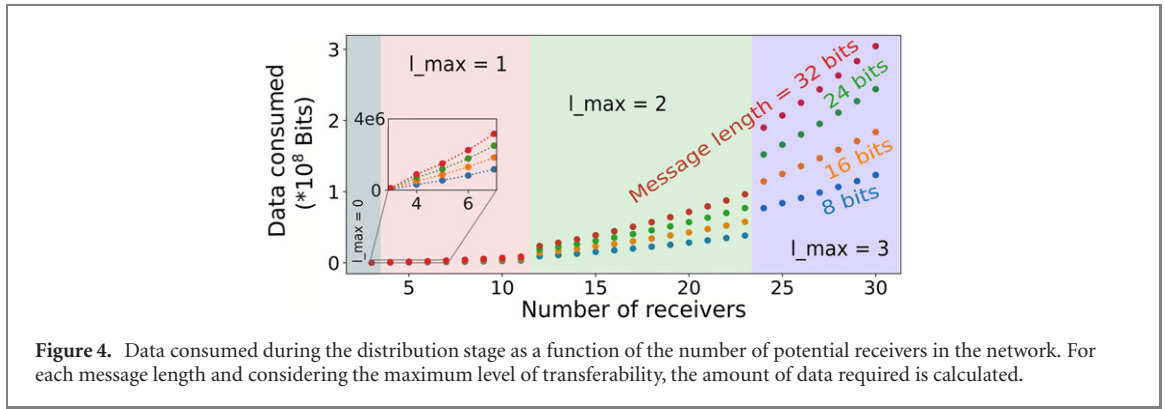 3
2
1
0
Data consumed
(*10⁸ Bits)
l_max = 0
l_max = 1
l_max = 2
l_max = 3
4e6
0
4
6
Message length = 32 bits
24 bits
16 bits
8 bits
5
10
15
20
25
30
Number of receivers
Figure 4. Data consumed during the distribution stage as a function of the number of potential receivers in the network. For
each message length and considering the maximum level of transferability, the amount of data required is calculated.